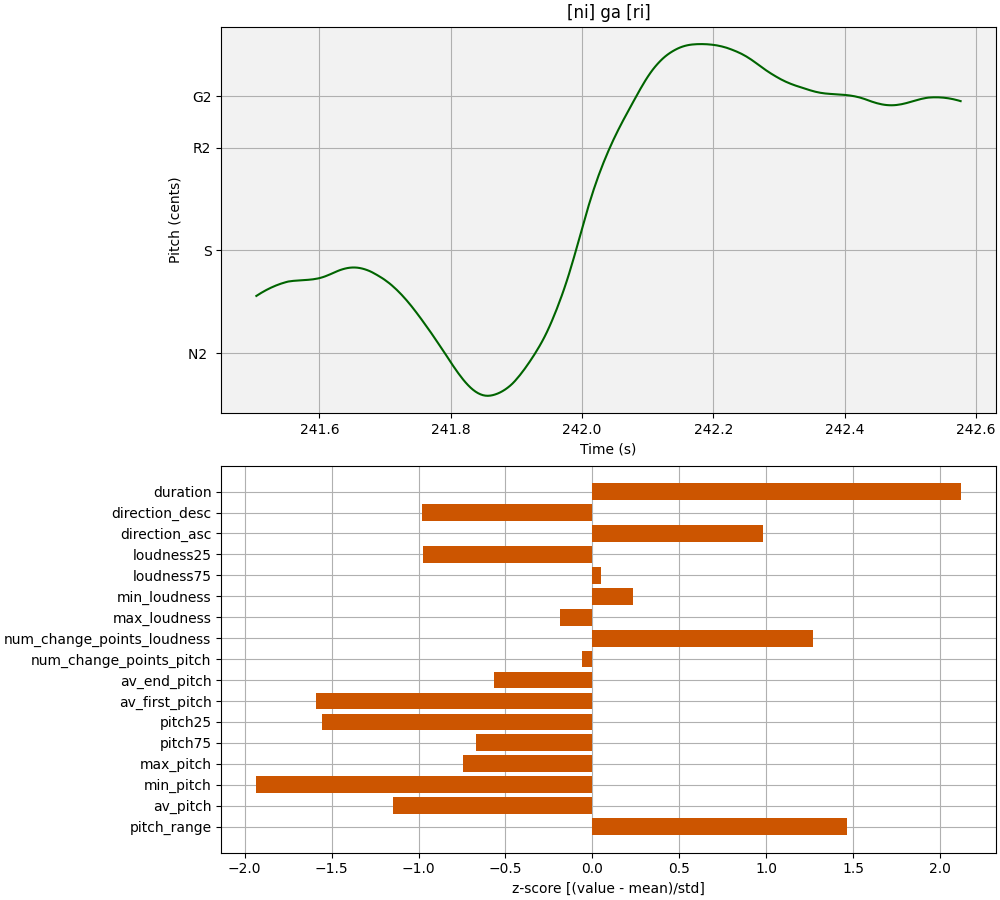 [ni] ga [ri]
G2
R2
S
N2
Pitch (cents)
241.6 241.8 242.0 242.2 242.4 242.6
Time (s)
duration
direction_desc
direction_asc
loudness25
loudness75
min_loudness
max_loudness
num_change_points_loudness
num_change_points_pitch
av_end_pitch
av_first_pitch
pitch25
pitch75
max_pitch
min_pitch
av_pitch
pitch_range
−2.0 −1.5 −1.0 −0.5 0.0 0.5 1.0 1.5 2.0
z-score [(value - mean)/std]